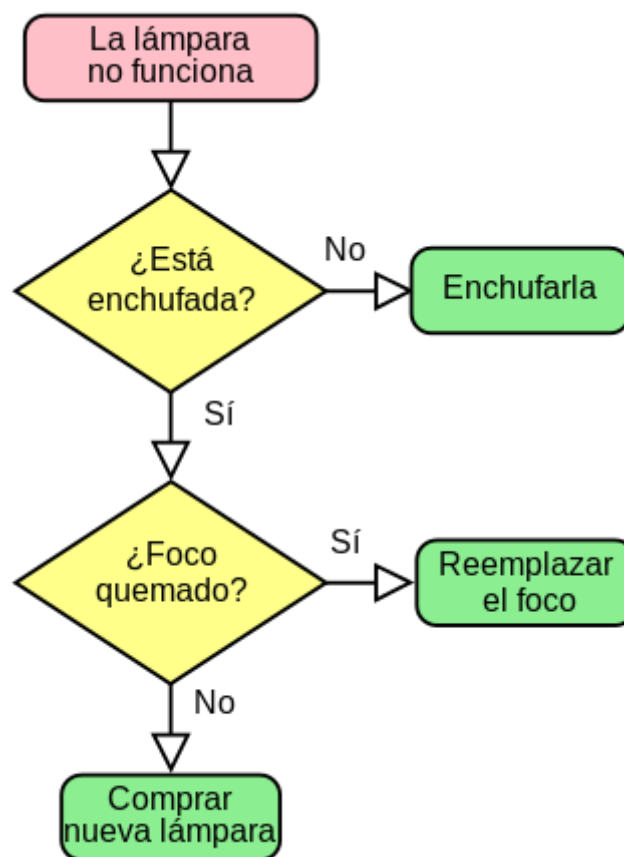 La lámpara
no funciona
¿Está
enchufada?
No
Enchufarla
Sí
¿Foco
quemado?
Sí
Reemplazar
el foco
No
Comprar
nueva lámpara